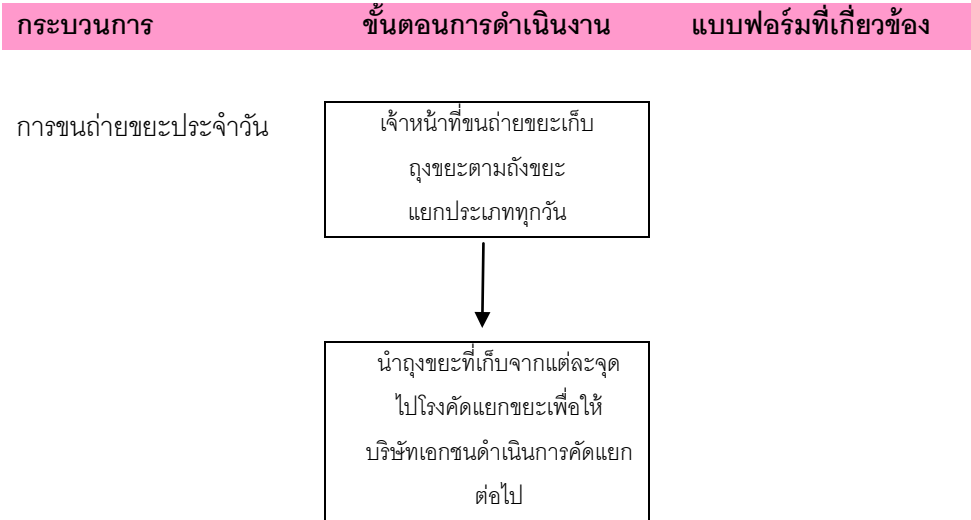 กระบวนการ ขั้นตอนการดำเนินงาน แบบฟอร์มที่เกี่ยวข้อง
การขนถ่ายขยะประจำวัน
เจ้าหน้าที่ขนถ่ายขยะเก็บ
ถุงขยะตามถังขยะ
แยกประเภททุกวัน
นำถุงขยะที่เก็บจากแต่ละจุด
ไปโรงคัดแยกขยะเพื่อให้
บริษัทเอกชนดำเนินการคัดแยก
ต่อไป